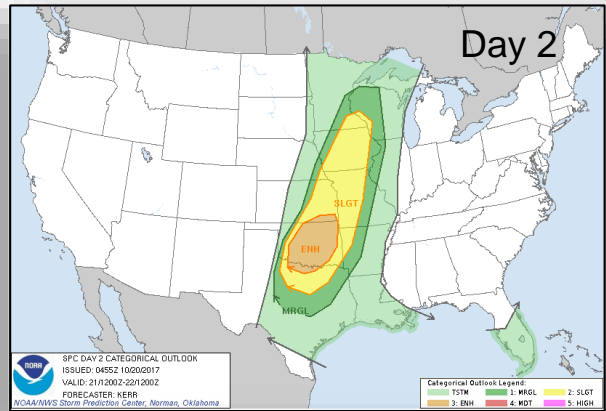 Day 2
SLGT
ENH
MRGL
NOAA
SPC DAY 2 CATEGORICAL OUTLOOK
ISSUED: 0455Z 10/20/2017
VALID: 21/1200Z-22/1200Z
FORECASTER: KERR
NOAA/NWS Storm Prediction Center, Norman, Oklahoma
Categorical Outlook Legend:
TSTM 1: MRGL 2: SLGT
3: ENH 4: MDT 5: HIGH